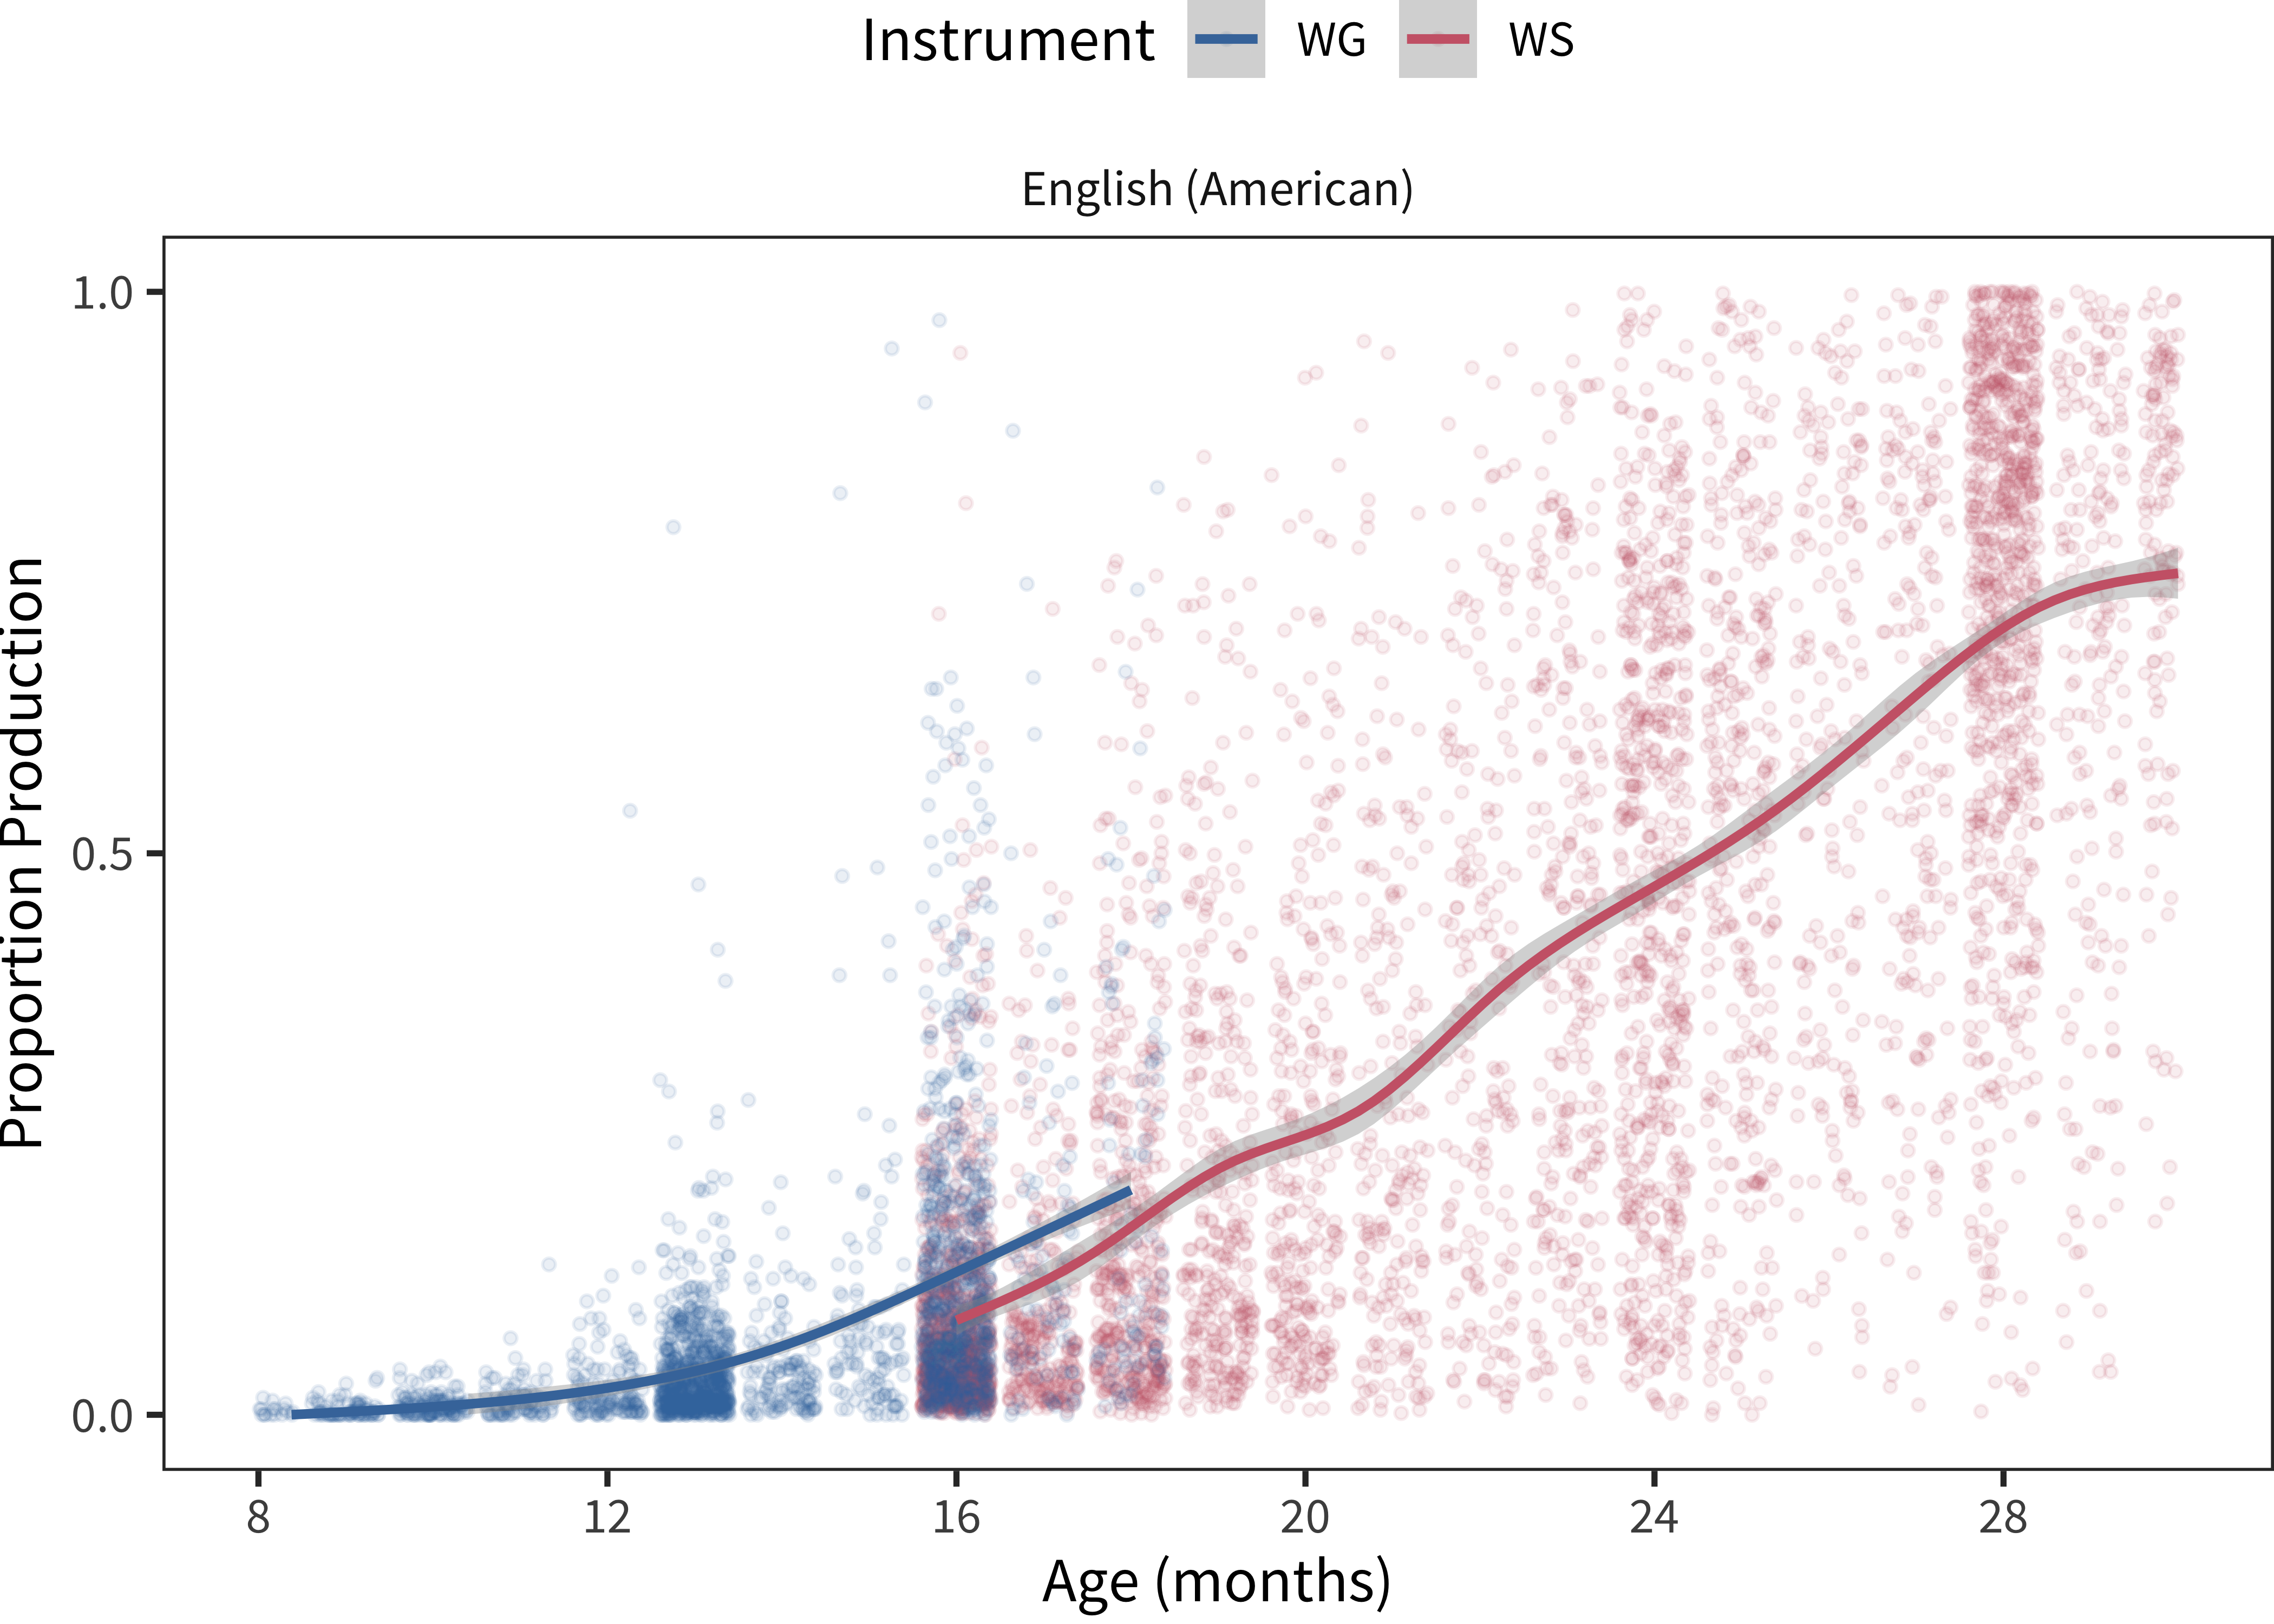 Instrument WG WS
English (American)
Proportion Production
1.0
0.5
0.0
8 12 16 20 24 28
Age (months)